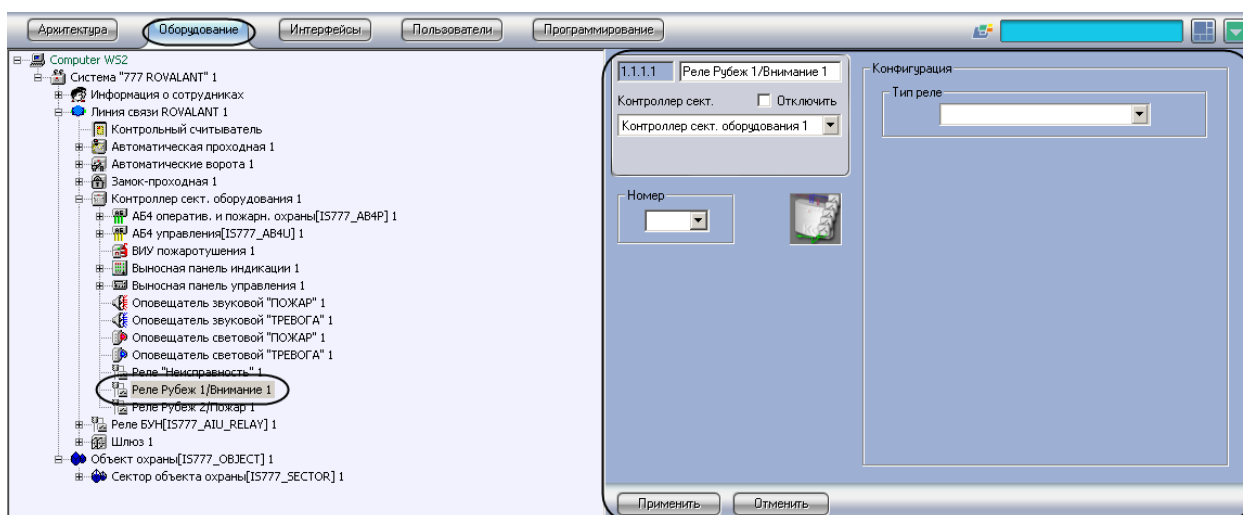 Архитектура Оборудование Интерфейсы Пользователи Программирование
Computer WS2
Система "777 ROVALANT" 1
Информация о сотрудниках
Линия связи ROVALANT 1
Контрольный считыватель
Автоматическая проходная 1
Автоматические ворота 1
Замок-проходная 1
Контроллер сект. оборудования 1
АБ4 оператив. и пожарн. охраны[IS777_AB4P] 1
АБ4 управления[IS777_AB4U] 1
ВИУ пожаротушения 1
Выносная панель индикации 1
Выносная панель управления 1
Оповещатель звуковой "ПОЖАР" 1
Оповещатель звуковой "ТРЕВОГА" 1
Оповещатель световой "ПОЖАР" 1
Оповещатель световой "ТРЕВОГА" 1
Реле "Неисправность" 1
Реле Рубеж 1/Внимание 1
Реле Рубеж 2/Пожар 1
Реле БУН[IS777_AIU_RELAY] 1
Шлюз 1
Объект охраны[IS777_OBJECT] 1
Сектор объекта охраны[IS777_SECTOR] 1
1.1.1.1 Реле Рубеж 1/Внимание 1
Контроллер сект. Отключить
Контроллер сект. оборудования 1
Номер
Конфигурация
Тип реле
Применить Отменить